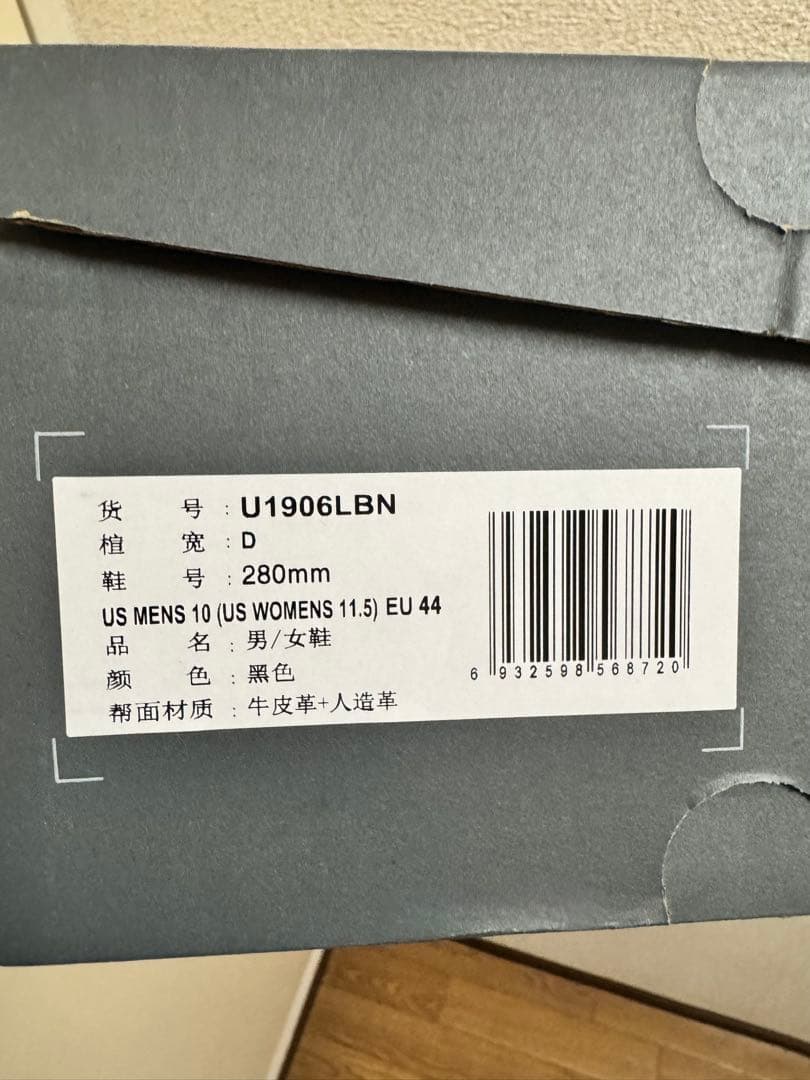 货 号 : U1906LBN
楦 宽 : D
鞋 号 : 280mm
US MENS 10 (US WOMENS 11.5) EU 44
品 名 : 男/女鞋
颜 色 : 黑色
帮面材质 : 牛皮革+人造革
6 932598 568720